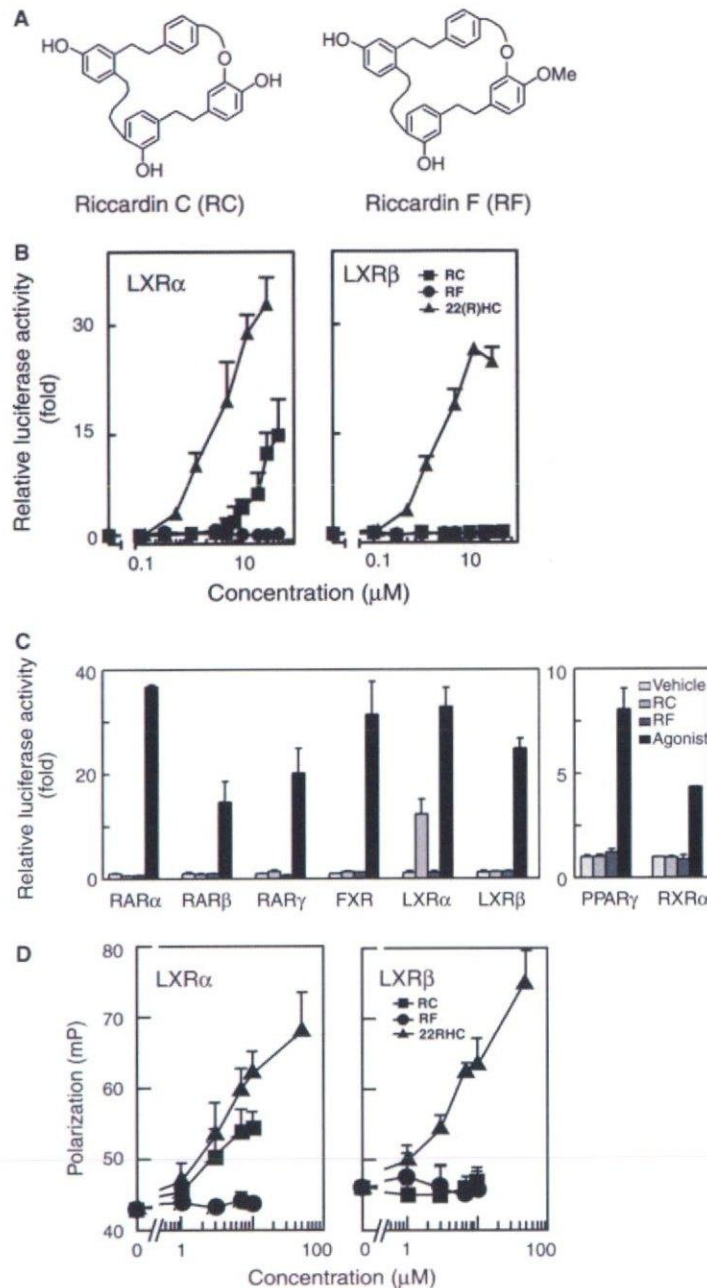 A
HO
O
OH
OH
Riccardin C (RC)
HO
O
OMe
OH
Riccardin F (RF)
B
Relative luciferase activity
(fold)
30
15
0
LXRα
0.1
10
LXRβ
RC
RF
22(R)HC
0.1
10
Concentration (μM)
C
Relative luciferase activity
(fold)
40
20
0
RARα RARβ RARγ FXR LXRα LXRβ
10
5
0
Vehicle
RC
RF
Agonist
PPARγ RXRα
D
Polarization (mP)
80
70
60
50
40
LXRα
0 1 100
LXRβ
RC
RF
22RHC
0 1 100
Concentration (μM)